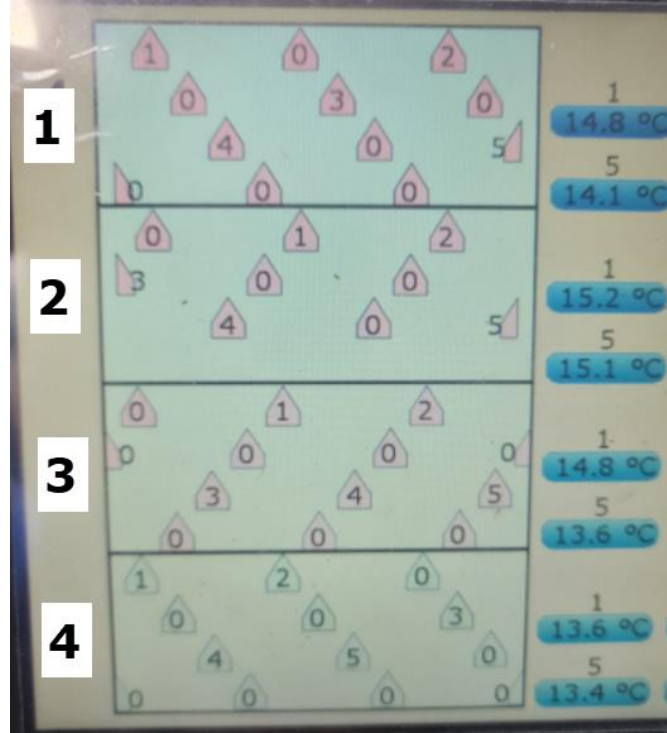 1 0 2
1
0 3 0
1
14.8 °C
4 0 5
5
0 0 0
14.1 °C
0 1 2
2
3 0 0
1
15.2 °C
4 0 5
5
15.1 °C
0 1 2
3
0 0 0 0
1
14.8 °C
3 4 5
5
0 0 0
13.6 °C
1 2 0
4
0 0 3
1
13.6 °C
4 5 0
5
0 0 0 0
13.4 °C